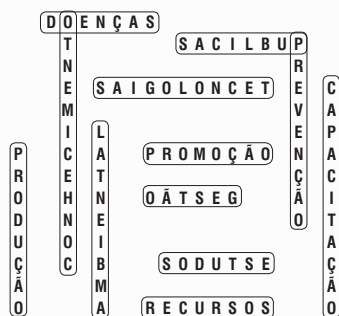 DOENÇAS
OTNEMICEHNOC
SACILBUP
PREVENÇÃO
SAIGOLONCET
CAPACITAÇÃO
LATNEIBMA
PRODUÇÃO
PROMOÇÃO
OÃTSEG
SODUTSE
RECURSOS